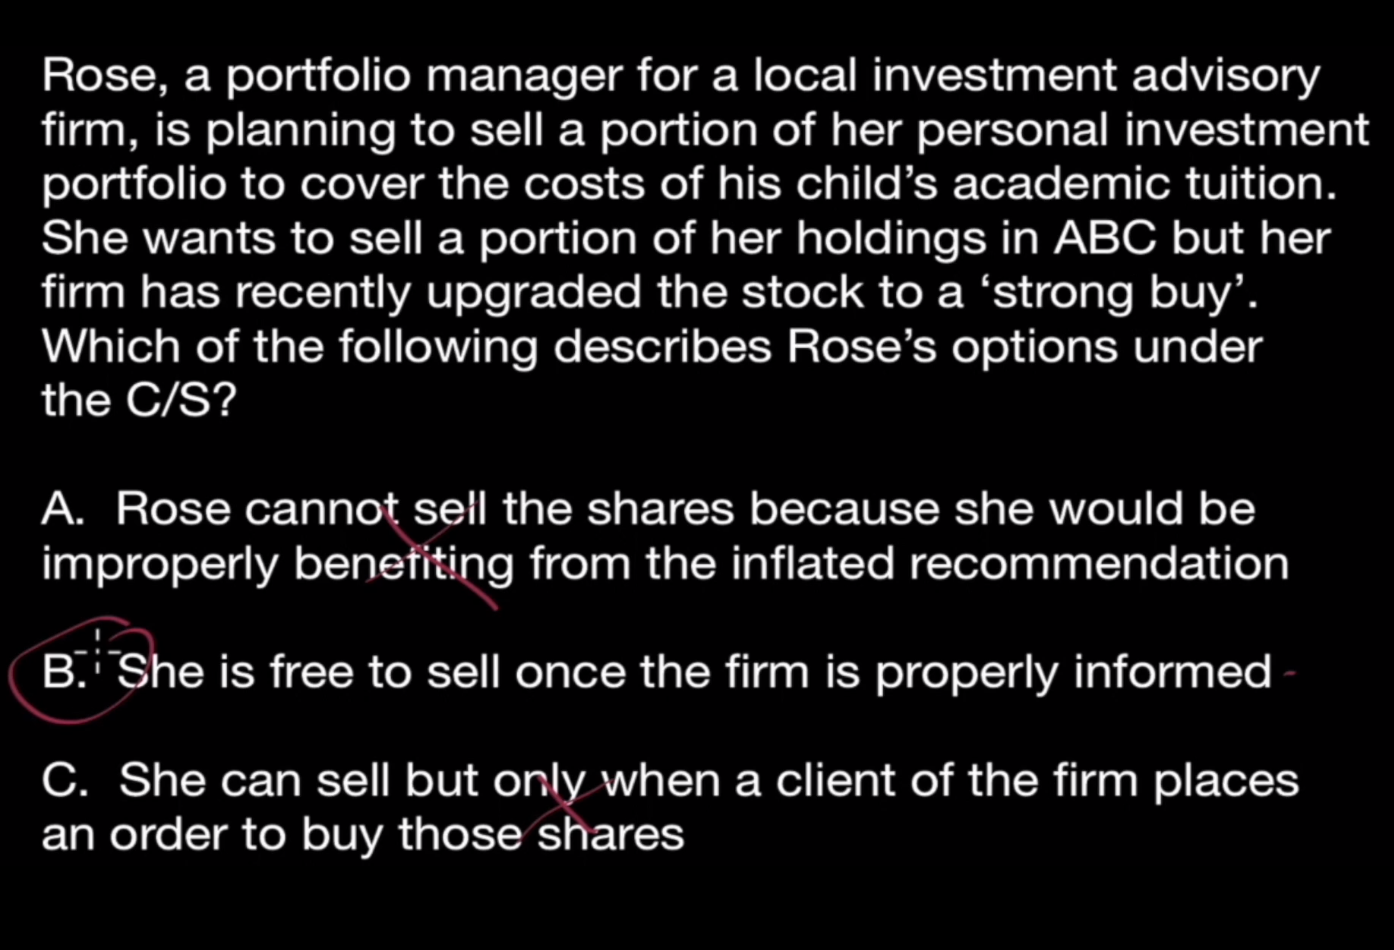 Rose, a portfolio manager for a local investment advisory
firm, is planning to sell a portion of her personal investment
portfolio to cover the costs of his child’s academic tuition.
She wants to sell a portion of her holdings in ABC but her
firm has recently upgraded the stock to a ‘strong buy’.
Which of the following describes Rose’s options under
the C/S?
A. Rose cannot sell the shares because she would be
improperly benefiting from the inflated recommendation
B. She is free to sell once the firm is properly informed
C. She can sell but only when a client of the firm places
an order to buy those shares